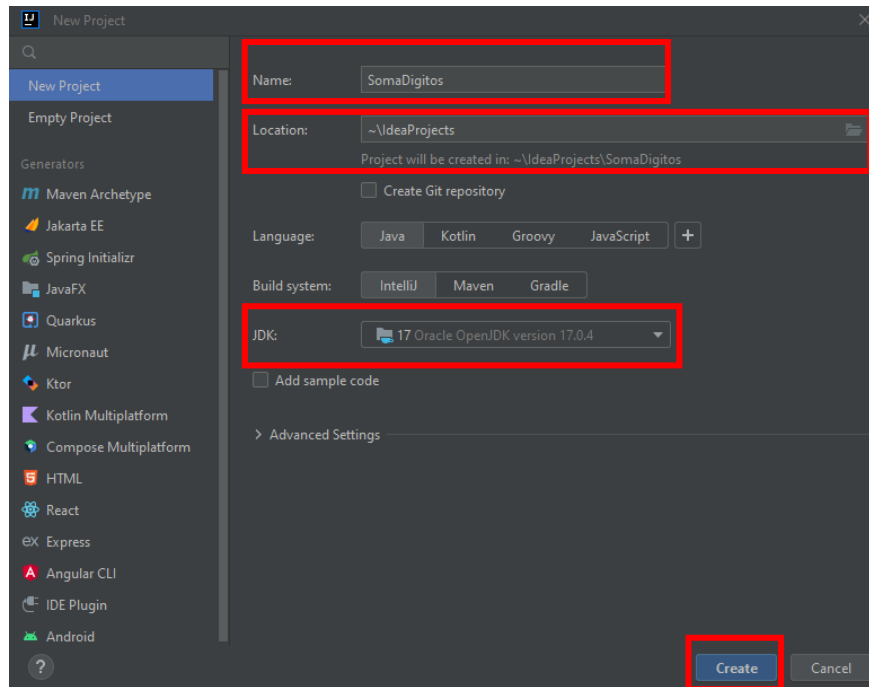 New Project
New Project
Empty Project
Generators
Maven Archetype
Jakarta EE
Spring Initializr
JavaFX
Quarkus
Micronaut
Ktor
Kotlin Multiplatform
Compose Multiplatform
HTML
React
Express
Angular CLI
IDE Plugin
Android
Name: SomaDigitos
Location: ~\IdeaProjects
Project will be created in: ~\IdeaProjects\SomaDigitos
Create Git repository
Language: Java Kotlin Groovy JavaScript +
Build system: IntelliJ Maven Gradle
JDK: 17 Oracle OpenJDK version 17.0.4
Add sample code
Advanced Settings
? Create Cancel